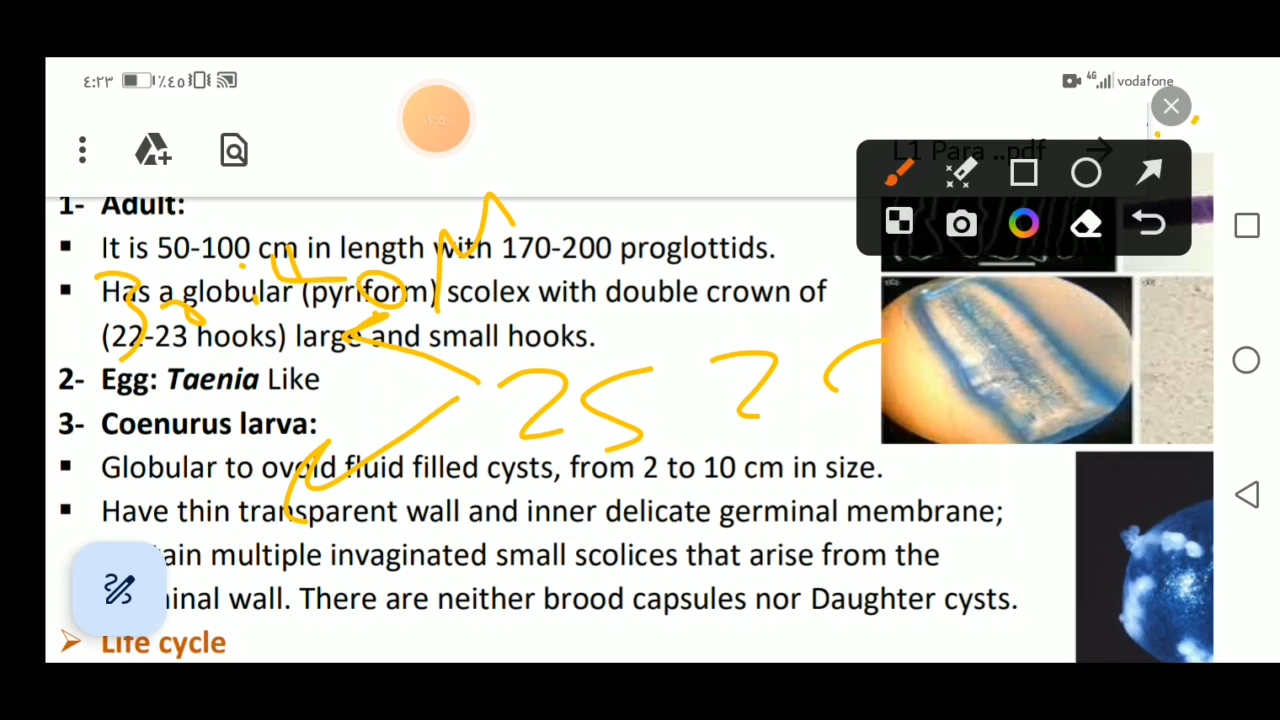 ٤:٢٣ ٪٤٥ 4G vodafone
L1 Para ..pdf
1- Adult:
▪ It is 50-100 cm in length with 170-200 proglottids.
▪ Has a globular (pyriform) scolex with double crown of
(22-23 hooks) large and small hooks.
25 2
2- Egg: Taenia Like
3- Coenurus larva:
▪ Globular to ovoid fluid filled cysts, from 2 to 10 cm in size.
▪ Have thin transparent wall and inner delicate germinal membrane;
tain multiple invaginated small scolices that arise from the
inal wall. There are neither brood capsules nor Daughter cysts.
➢ Life cycle